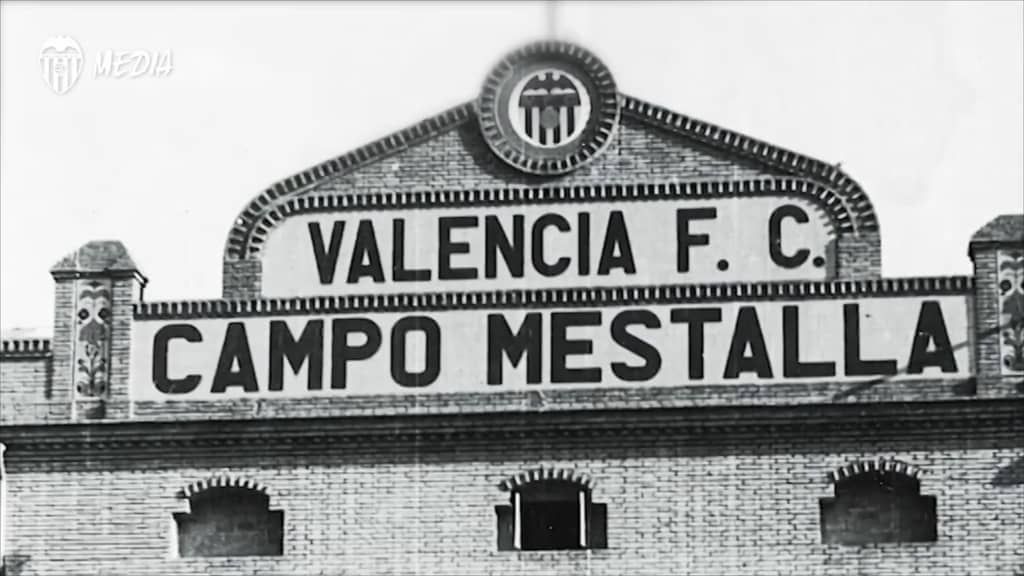 MEDIA
VALENCIA F. C.
CAMPO MESTALLA